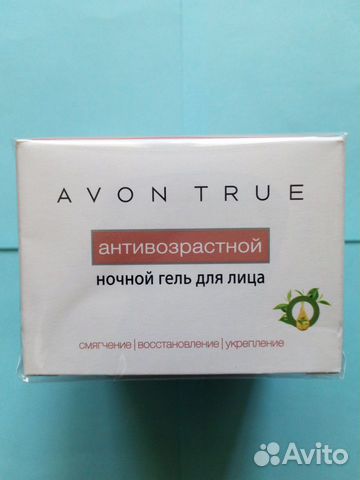 AVON TRUE
антивозрастной
ночной гель для лица
смягчение|восстановление|укрепление
Avito